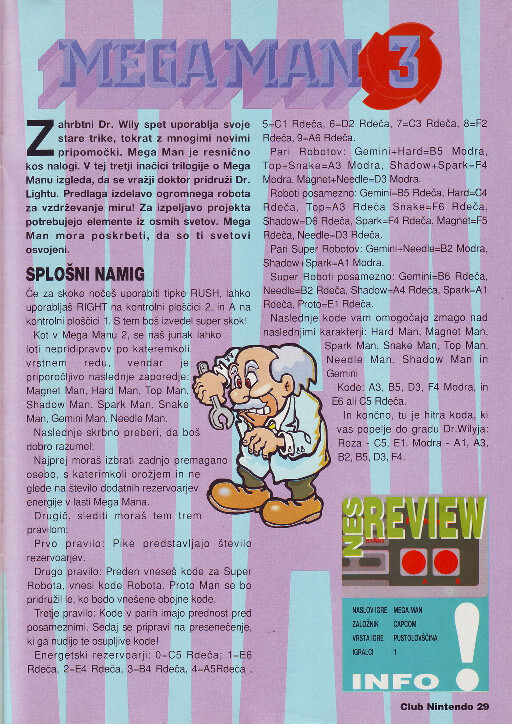 MEGA MAN 3
Zahrbtni Dr. Wily spet uporablja svoje
stare trike, tokrat z mnogimi novimi
pripomočki. Mega Man je resnično
kos nalogi. V tej tretji inačici trilogije o Mega
Manu izgleda, da se vražji doktor pridruži Dr.
Lightu. Predlaga izdelavo ogromnega robota
za vzdrževanje miru! Za izpeljavo projekta
potrebujejo elemente iz osmih svetov. Mega
Man mora poskrbeti, da so ti svetovi
osvojeni.
SPLOŠNI NAMIG
Če za skoke nočeš uporabiti tipke RUSH, lahko
uporabljaš RIGHT na kontrolni ploščici 2, in A na
kontrolni ploščici 1. S tem boš izvedel super skok!
Kot v Mega Manu 2, se naš junak lahko
loti nepridipravov po kateremkoli
vrstnem redu, vendar je
priporočljivo naslednje zaporedje:
Magnet Man, Hard Man, Top Man,
Shadow Man, Spark Man, Snake
Man, Gemini Man, Needle Man.
Naslednje skrbno preberi, da boš
dobro razumel:
Najprej moraš izbrati zadnjo premagano
osebo, s katerimkoli orožjem in ne
glede na število dodatnih rezervoarjev
energije v lasti Mega Mana.
Drugič, slediti moraš tem trem
pravilom:
Prvo pravilo: Pike predstavljajo število
rezervoarjev.
Drugo pravilo: Preden vneseš kode za Super
Robota, vnesi kode Robota. Proto Man se bo
pridružil le, ko bodo vnešene obojne kode.
Tretje pravilo: Kode v parih imajo prednost pred
posameznimi. Sedaj se pripravi na presenečenje,
ki ga nudijo te osupljive kode!
Energetski rezervoarji: 0=C5 Rdeča: 1=E6
Rdeča, 2=E4 Rdeča, 3=B4 Rdeča, 4=A5Rdeča ,
5=C1 Rdeča, 6=D2 Rdeča, 7=C3 Rdeča, 8=F2
Rdeča, 9=A6 Rdeča.
Pari Robotov: Gemini+Hard=B5 Modra,
Top+Snake=A3 Modra, Shadow+Spark=F4
Modra. Magnet+Needle=D3 Modra.
Roboti posamezno: Gemini=B5 Rdeča, Hard=C4
Rdeča, Top=A3 Rdeča Snake=F6 Rdeča.
Shadow=D6 Rdeča, Spark=F4 Rdeča. Magnet=F5
Rdeča, Needle=D3 Rdeča.
Pari Super Robotov: Gemini+Needle=B2 Modra,
Shadow+Spark=A1 Modra.
Super Roboti posamezno: Gemini=B6 Rdeča,
Needle=B2 Rdeča, Shadow=A4 Rdeča, Spark=A1
Rdeča, Proto=E1 Rdeča.
Naslednje kode vam omogočajo zmago nad
naslednjimi karakterji: Hard Man, Magnet Man,
Spark Man, Snake Man, Top Man,
Needle Man, Shadow Man in
Gemini
Kode: A3, B5, D3, F4 Modra, in
E6 ali C5 Rdeča.
In končno, tu je hitra koda, ki
vas popelje do gradu Dr.Wilyja:
Roza - C5, E1. Modra - A1, A3,
B2, B5, D3, F4.
NES REVIEW
START
NASLOV IGRE MEGA MAN
ZALOŽNIK CAPCOM
VRSTA IGRE PUSTOLOVŠČINA
IGRALCI 1
INFO !
Club Nintendo 29